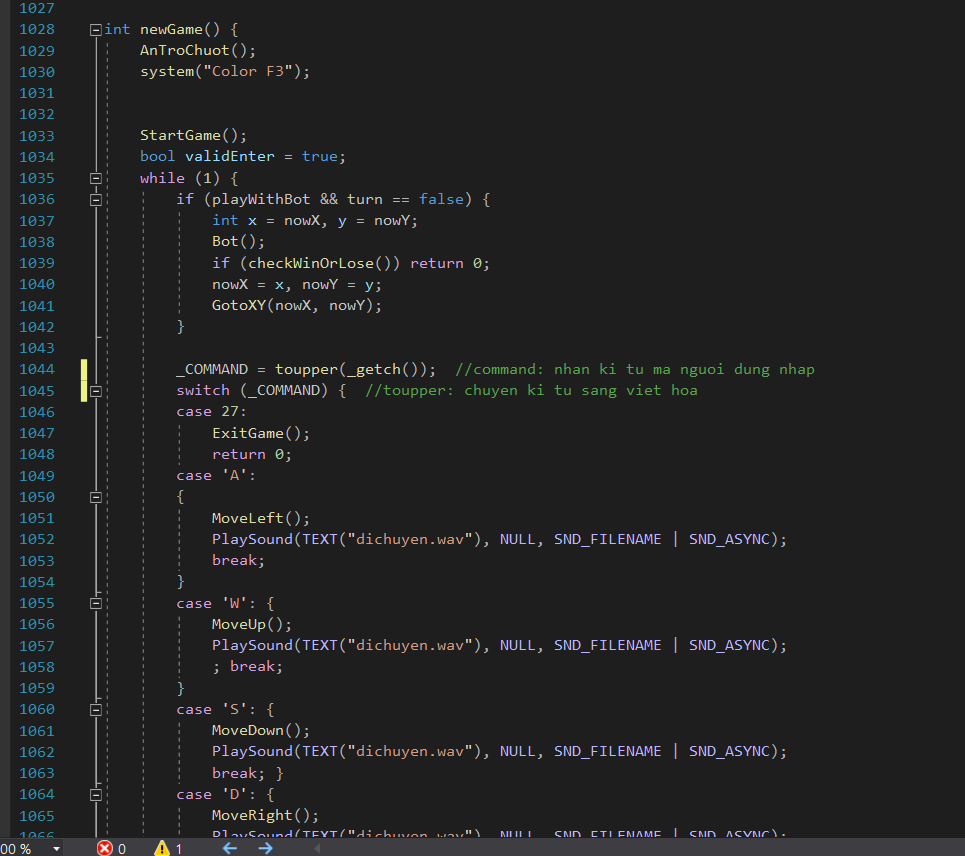 1027
1028 int newGame() {
1029 AnTroChuot();
1030 system("Color F3");
1031
1032
1033 StartGame();
1034 bool validEnter = true;
1035 while (1) {
1036 if (playWithBot && turn == false) {
1037 int x = nowX, y = nowY;
1038 Bot();
1039 if (checkWinOrLose()) return 0;
1040 nowX = x, nowY = y;
1041 GotoXY(nowX, nowY);
1042 }
1043
1044 _COMMAND = toupper(_getch()); //command: nhan ki tu ma nguoi dung nhap
1045 switch (_COMMAND) { //toupper: chuyen ki tu sang viet hoa
1046 case 27:
1047 ExitGame();
1048 return 0;
1049 case 'A':
1050 {
1051 MoveLeft();
1052 PlaySound(TEXT("dichuyen.wav"), NULL, SND_FILENAME | SND_ASYNC);
1053 break;
1054 }
1055 case 'W': {
1056 MoveUp();
1057 PlaySound(TEXT("dichuyen.wav"), NULL, SND_FILENAME | SND_ASYNC);
1058 ; break;
1059 }
1060 case 'S': {
1061 MoveDown();
1062 PlaySound(TEXT("dichuyen.wav"), NULL, SND_FILENAME | SND_ASYNC);
1063 break; }
1064 case 'D': {
1065 MoveRight();
1066 PlaySound(TEXT("dichuyen.wav"), NULL, SND_FILENAME | SND_ASYNC);
00 % 0 1